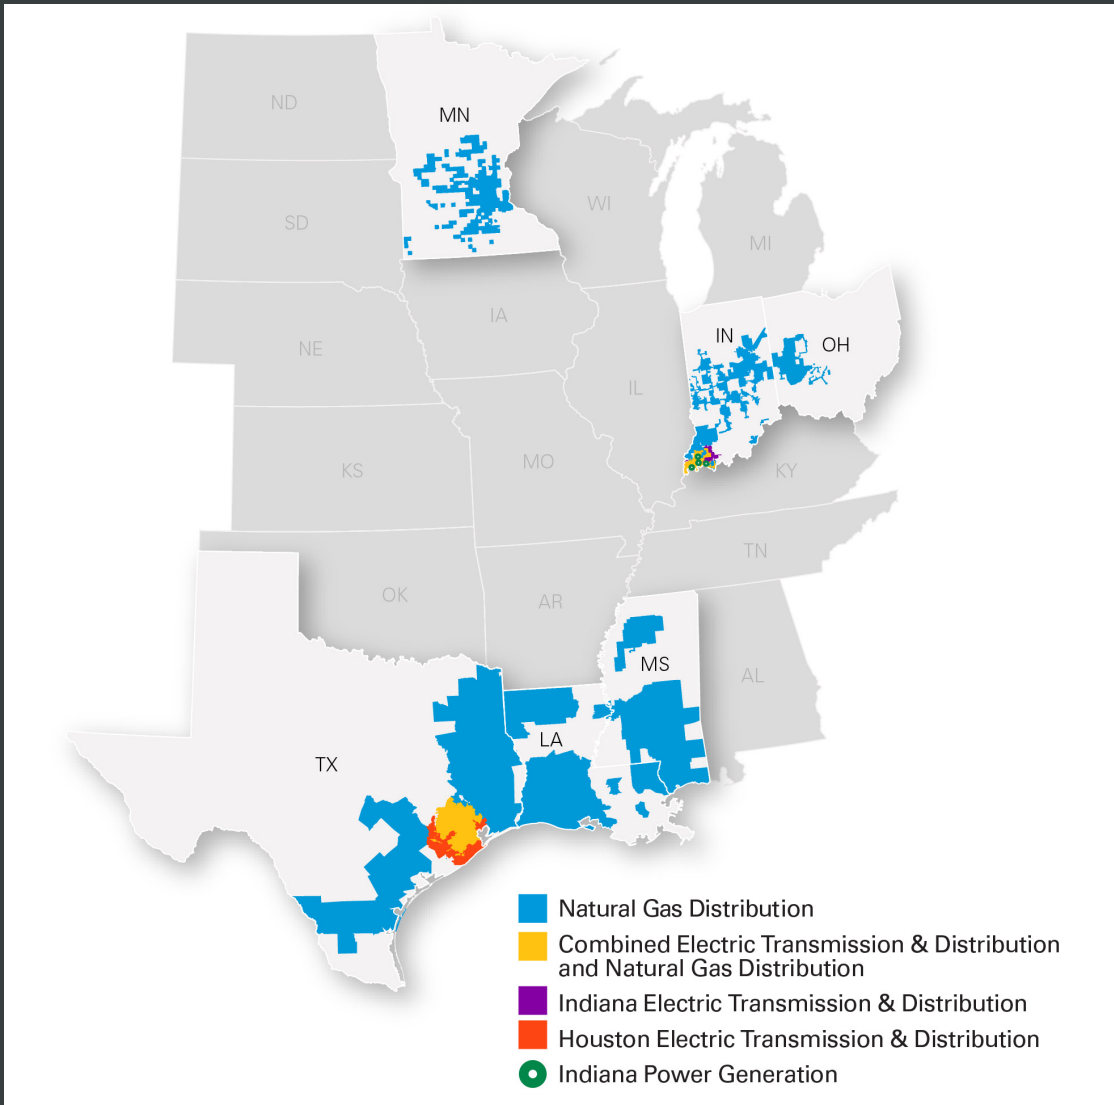 ND
MN
WI
SD
MI
IA
NE
IN
OH
IL
MO
KS
KY
TN
OK
AR
MS
AL
LA
TX
Natural Gas Distribution
Combined Electric Transmission & Distribution
and Natural Gas Distribution
Indiana Electric Transmission & Distribution
Houston Electric Transmission & Distribution
Indiana Power Generation